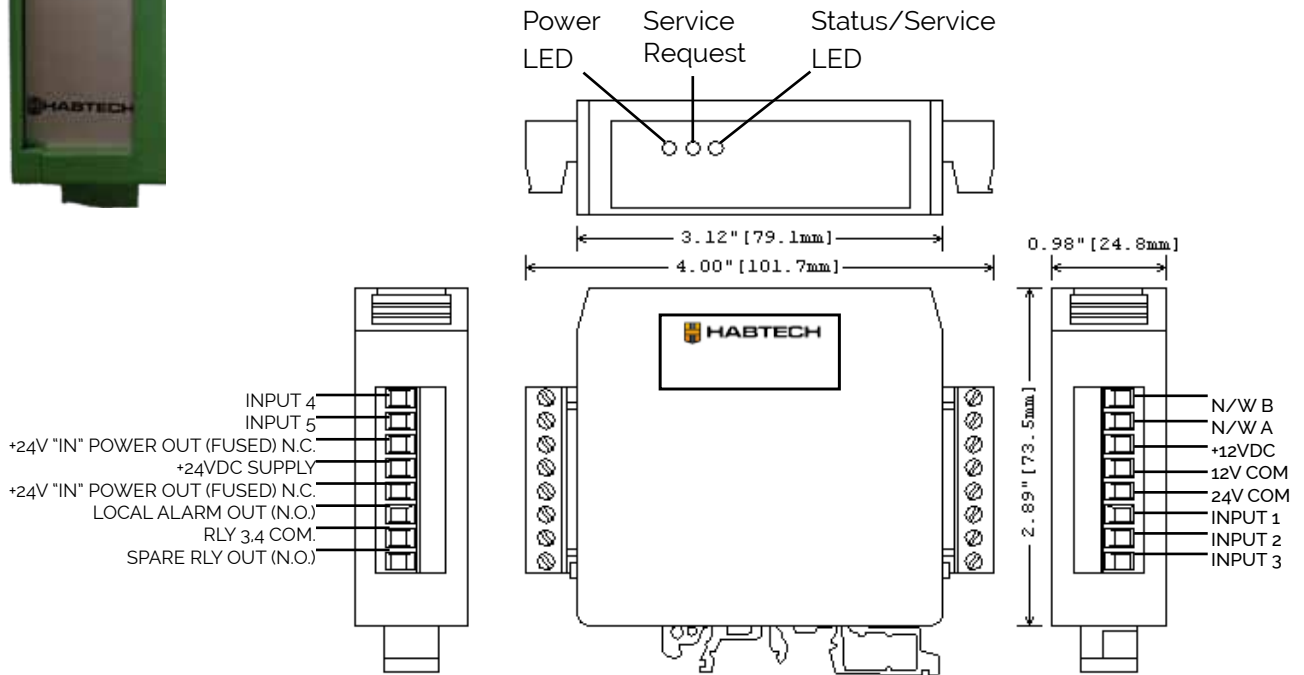 HABTECH
Power LED
Service Request
Status/Service LED
3.12"[79.1mm]
4.00"[101.7mm]
0.98"[24.8mm]
HABTECH
2.89"[73.5mm]
INPUT 4
INPUT 5
+24V "IN" POWER OUT (FUSED) N.C.
+24VDC SUPPLY
+24V "IN" POWER OUT (FUSED) N.C.
LOCAL ALARM OUT (N.O.)
RLY 3,4 COM.
SPARE RLY OUT (N.O.)
N/W B
N/W A
+12VDC
12V COM
24V COM
INPUT 1
INPUT 2
INPUT 3